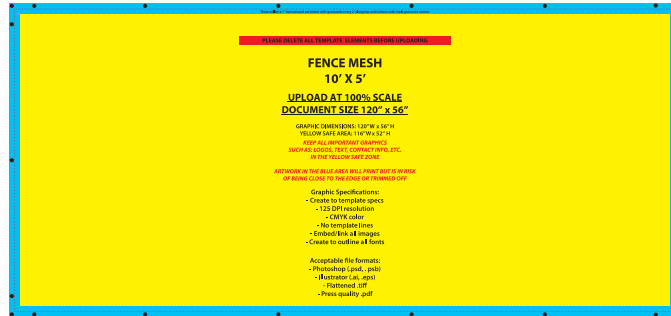 PLEASE DELETE ALL TEMPLATE ELEMENTS BEFORE UPLOADING
FENCE MESH
10' X 5'
UPLOAD AT 100% SCALE
DOCUMENT SIZE 120" x 56"
GRAPHIC DIMENSIONS: 120" W x 56" H
YELLOW SAFE AREA: 116" W x 52" H
KEEP ALL IMPORTANT GRAPHICS
SUCH AS: LOGOS, TEXT, CONTACT INFO, ETC.
IN THE YELLOW SAFE ZONE
ARTWORK IN THE BLUE AREA WILL PRINT BUT IS IN RISK
OF BEING CLOSE TO THE EDGE OR TRIMMED OFF
Graphic Specifications:
- Create to template specs
- 125 DPI resolution
- CMYK color
- No template lines
- Embed/link all images
- Create to outline all fonts
Acceptable file formats:
- Photoshop (.psd, . psb)
- Illustrator (.ai, .eps)
- Flattened .tiff
- Press quality .pdf